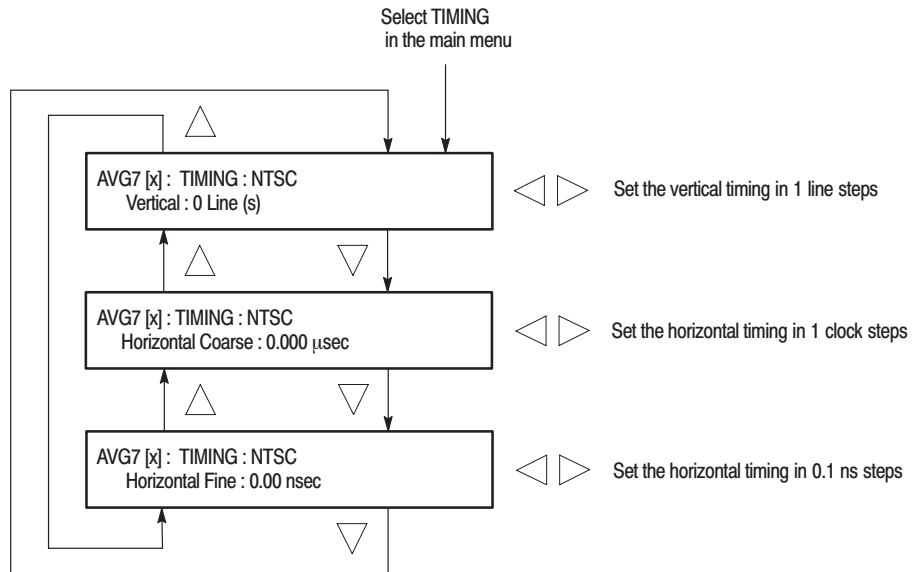 Select TIMING
in the main menu
AVG7 [x] : TIMING : NTSC
Vertical : 0 Line (s)
Set the vertical timing in 1 line steps
AVG7 [x] : TIMING : NTSC
Horizontal Coarse : 0.000 μsec
Set the horizontal timing in 1 clock steps
AVG7 [x] : TIMING : NTSC
Horizontal Fine : 0.00 nsec
Set the horizontal timing in 0.1 ns steps